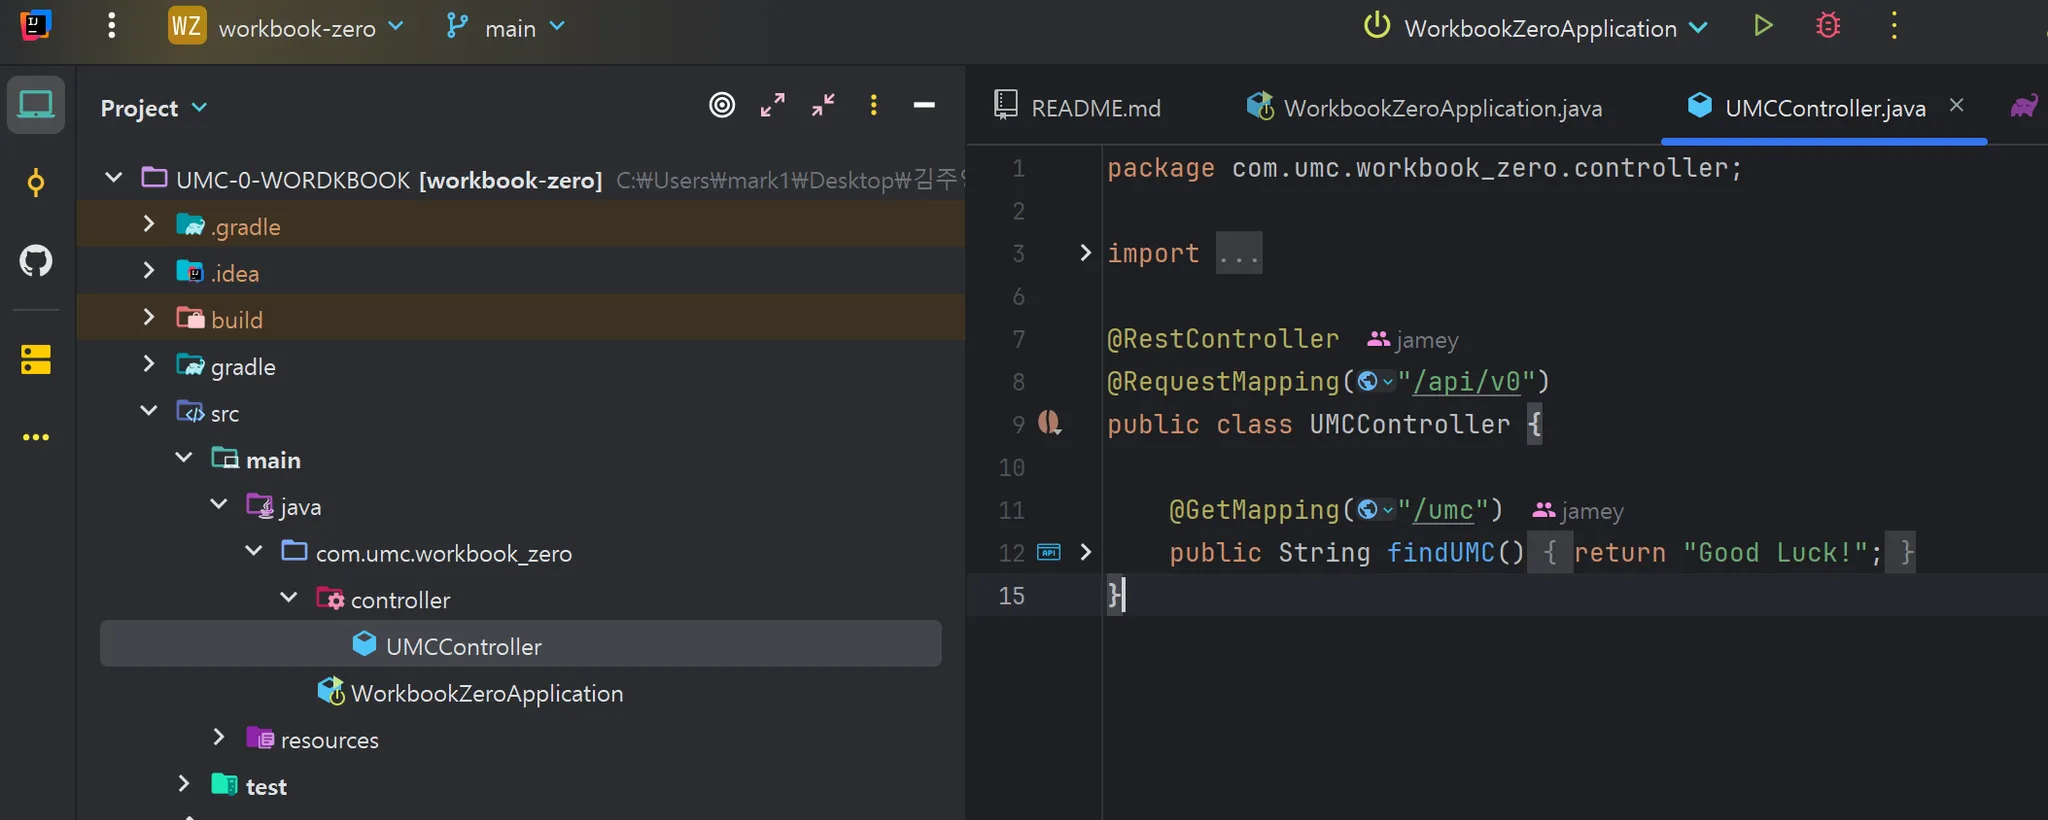 WZ workbook-zero main WorkbookZeroApplication
Project
README.md WorkbookZeroApplication.java UMCController.java
UMC-0-WORDKBOOK [workbook-zero] C:₩Users₩mark1₩Desktop₩김주
.gradle
.idea
build
gradle
src
main
java
com.umc.workbook_zero
controller
UMCController
WorkbookZeroApplication
resources
test
1 package com.umc.workbook_zero.controller;
2
3 import ...
6
7 @RestController jamey
8 @RequestMapping("/api/v0")
9 public class UMCController {
10
11 @GetMapping("/umc") jamey
12 public String findUMC() { return "Good Luck!"; }
15 }